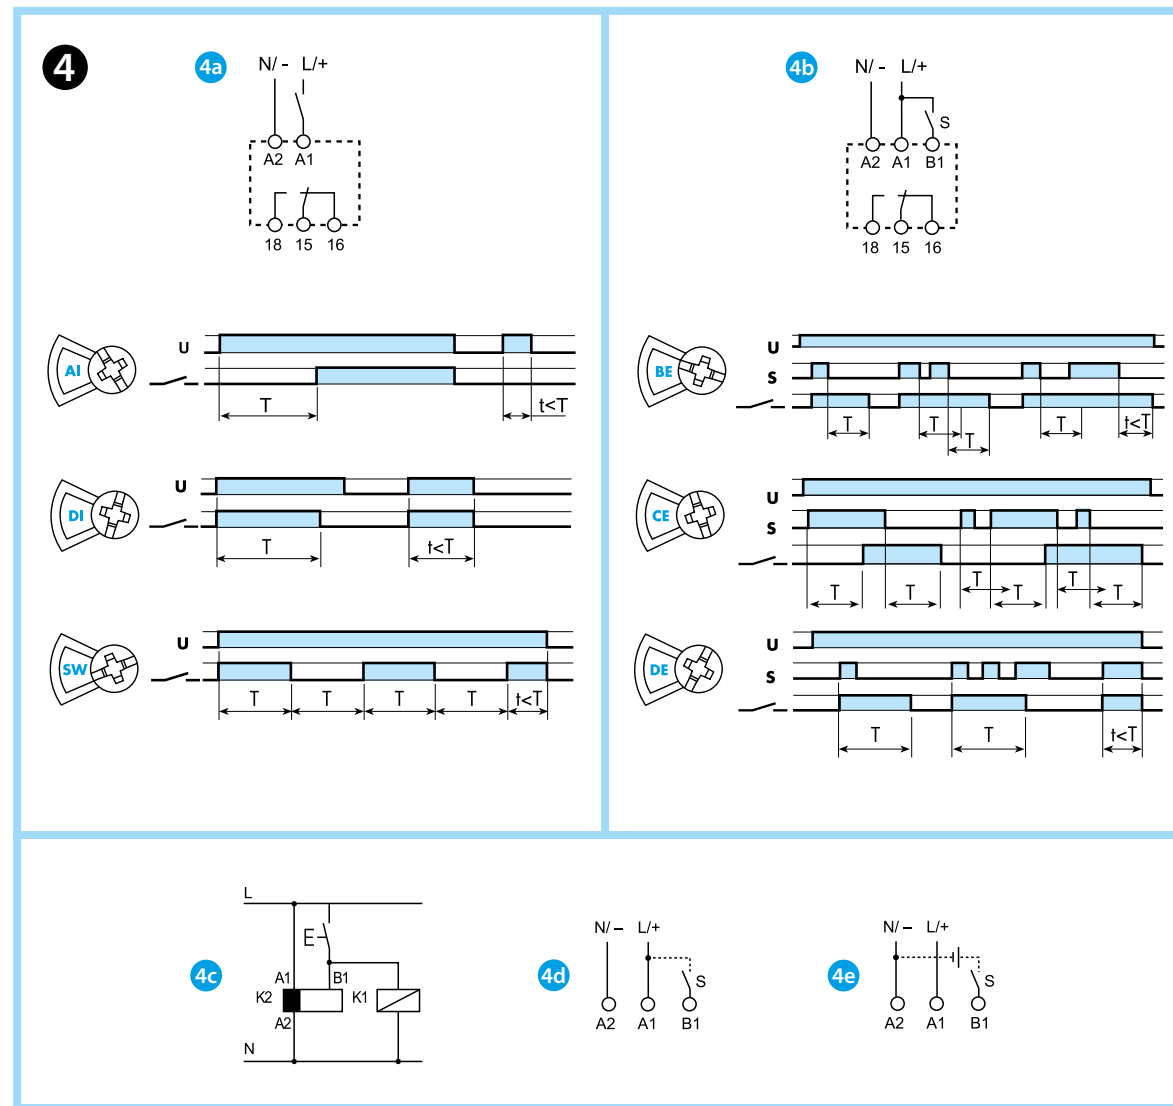 4
4a
N/ - L/+
A2 A1
18 15 16
AI
U
T
t<T
DI
U
T
t<T
SW
U
T T T T t<T
4b
N/ - L/+
S
A2 A1 B1
18 15 16
BE
U
S
T T T t<T
T
CE
U
S
T T
T T T T
DE
U
S
T T t<T
4c
L
E
A1 B1
K2 K1
A2
N
4d
N/ – L/+
S
A2 A1 B1
4e
N/ – L/+
S
A2 A1 B1